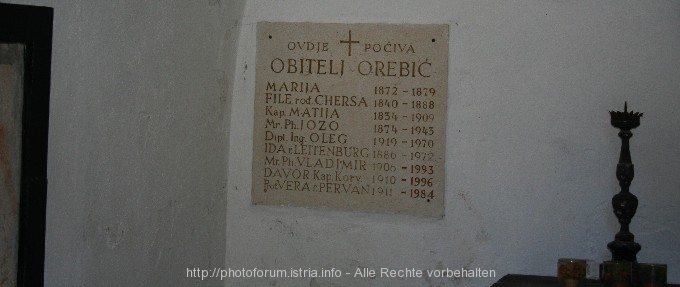 OVDJE + POČIVA
OBITELJ OREBIĆ
MARIJA 1872 - 1879
FILE rod. CHERSA 1840 - 1888
Kap. MATIJA 1834 - 1909
Mr. Ph. JOZO 1874 - 1943
Dipl. Ing. OLEG 1919 - 1970
IDA r. LEITENBURG 1886 - 1972
Mr. Ph. VLADIMIR 1906 - 1993
DAVOR Kap. Korv. 1910 - 1996
VERA r. PERVAN 1911 - 1984
http://photoforum.istria.info - Alle Rechte vorbehalten